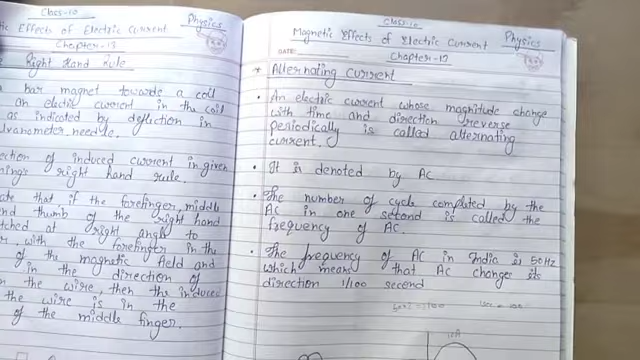 Class-10
Physics
tic Effects of Electric Current
Chapter-13
Right Hand Rule
bar magnet towards a coil
an electric current in the coil
as indicated by deflection in
lvanometer needle.
ection of induced current in given
ming's right hand rule.
ate that if the forefinger, middle
nd thumb of the right hand
tched at right angle to
r with the forefinger in the
of the magnetic field and
in the direction of
n the wire, then the induced
the wire is in the
of the middle finger.
Class-10
Magnetic Effects of Electric Current
Physics
DATE:
Chapter-13
* Alternating current
• An electric current whose magnitude change
with time and direction reverse
periodically is called alternating
current.
• It is denoted by AC
• The number of cycle completed by the
AC in one second is called the
frequency of AC.
• The frequency of AC in India is 50Hz
which means that AC changes its
direction 1/100 second